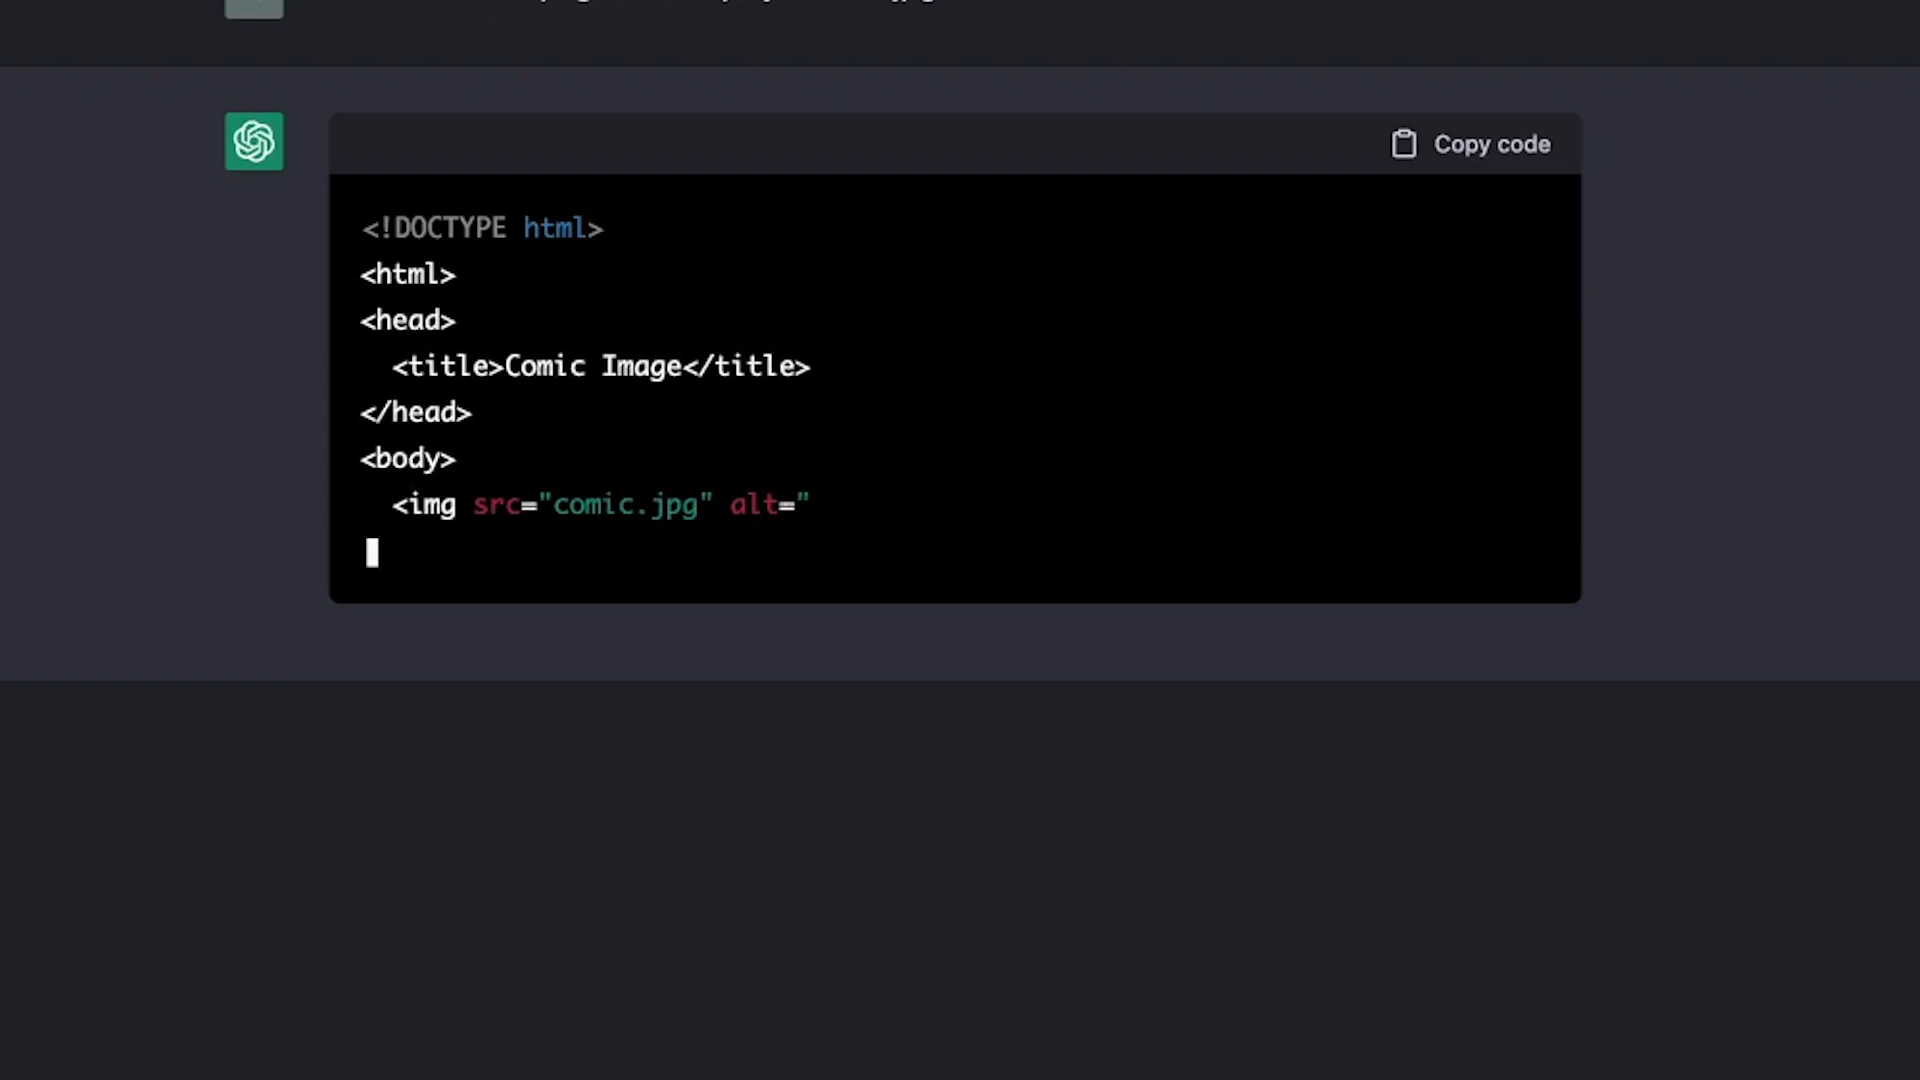 Copy code
<!DOCTYPE html>
<html>
<head>
<title>Comic Image</title>
</head>
<body>
<img src="comic.jpg" alt="